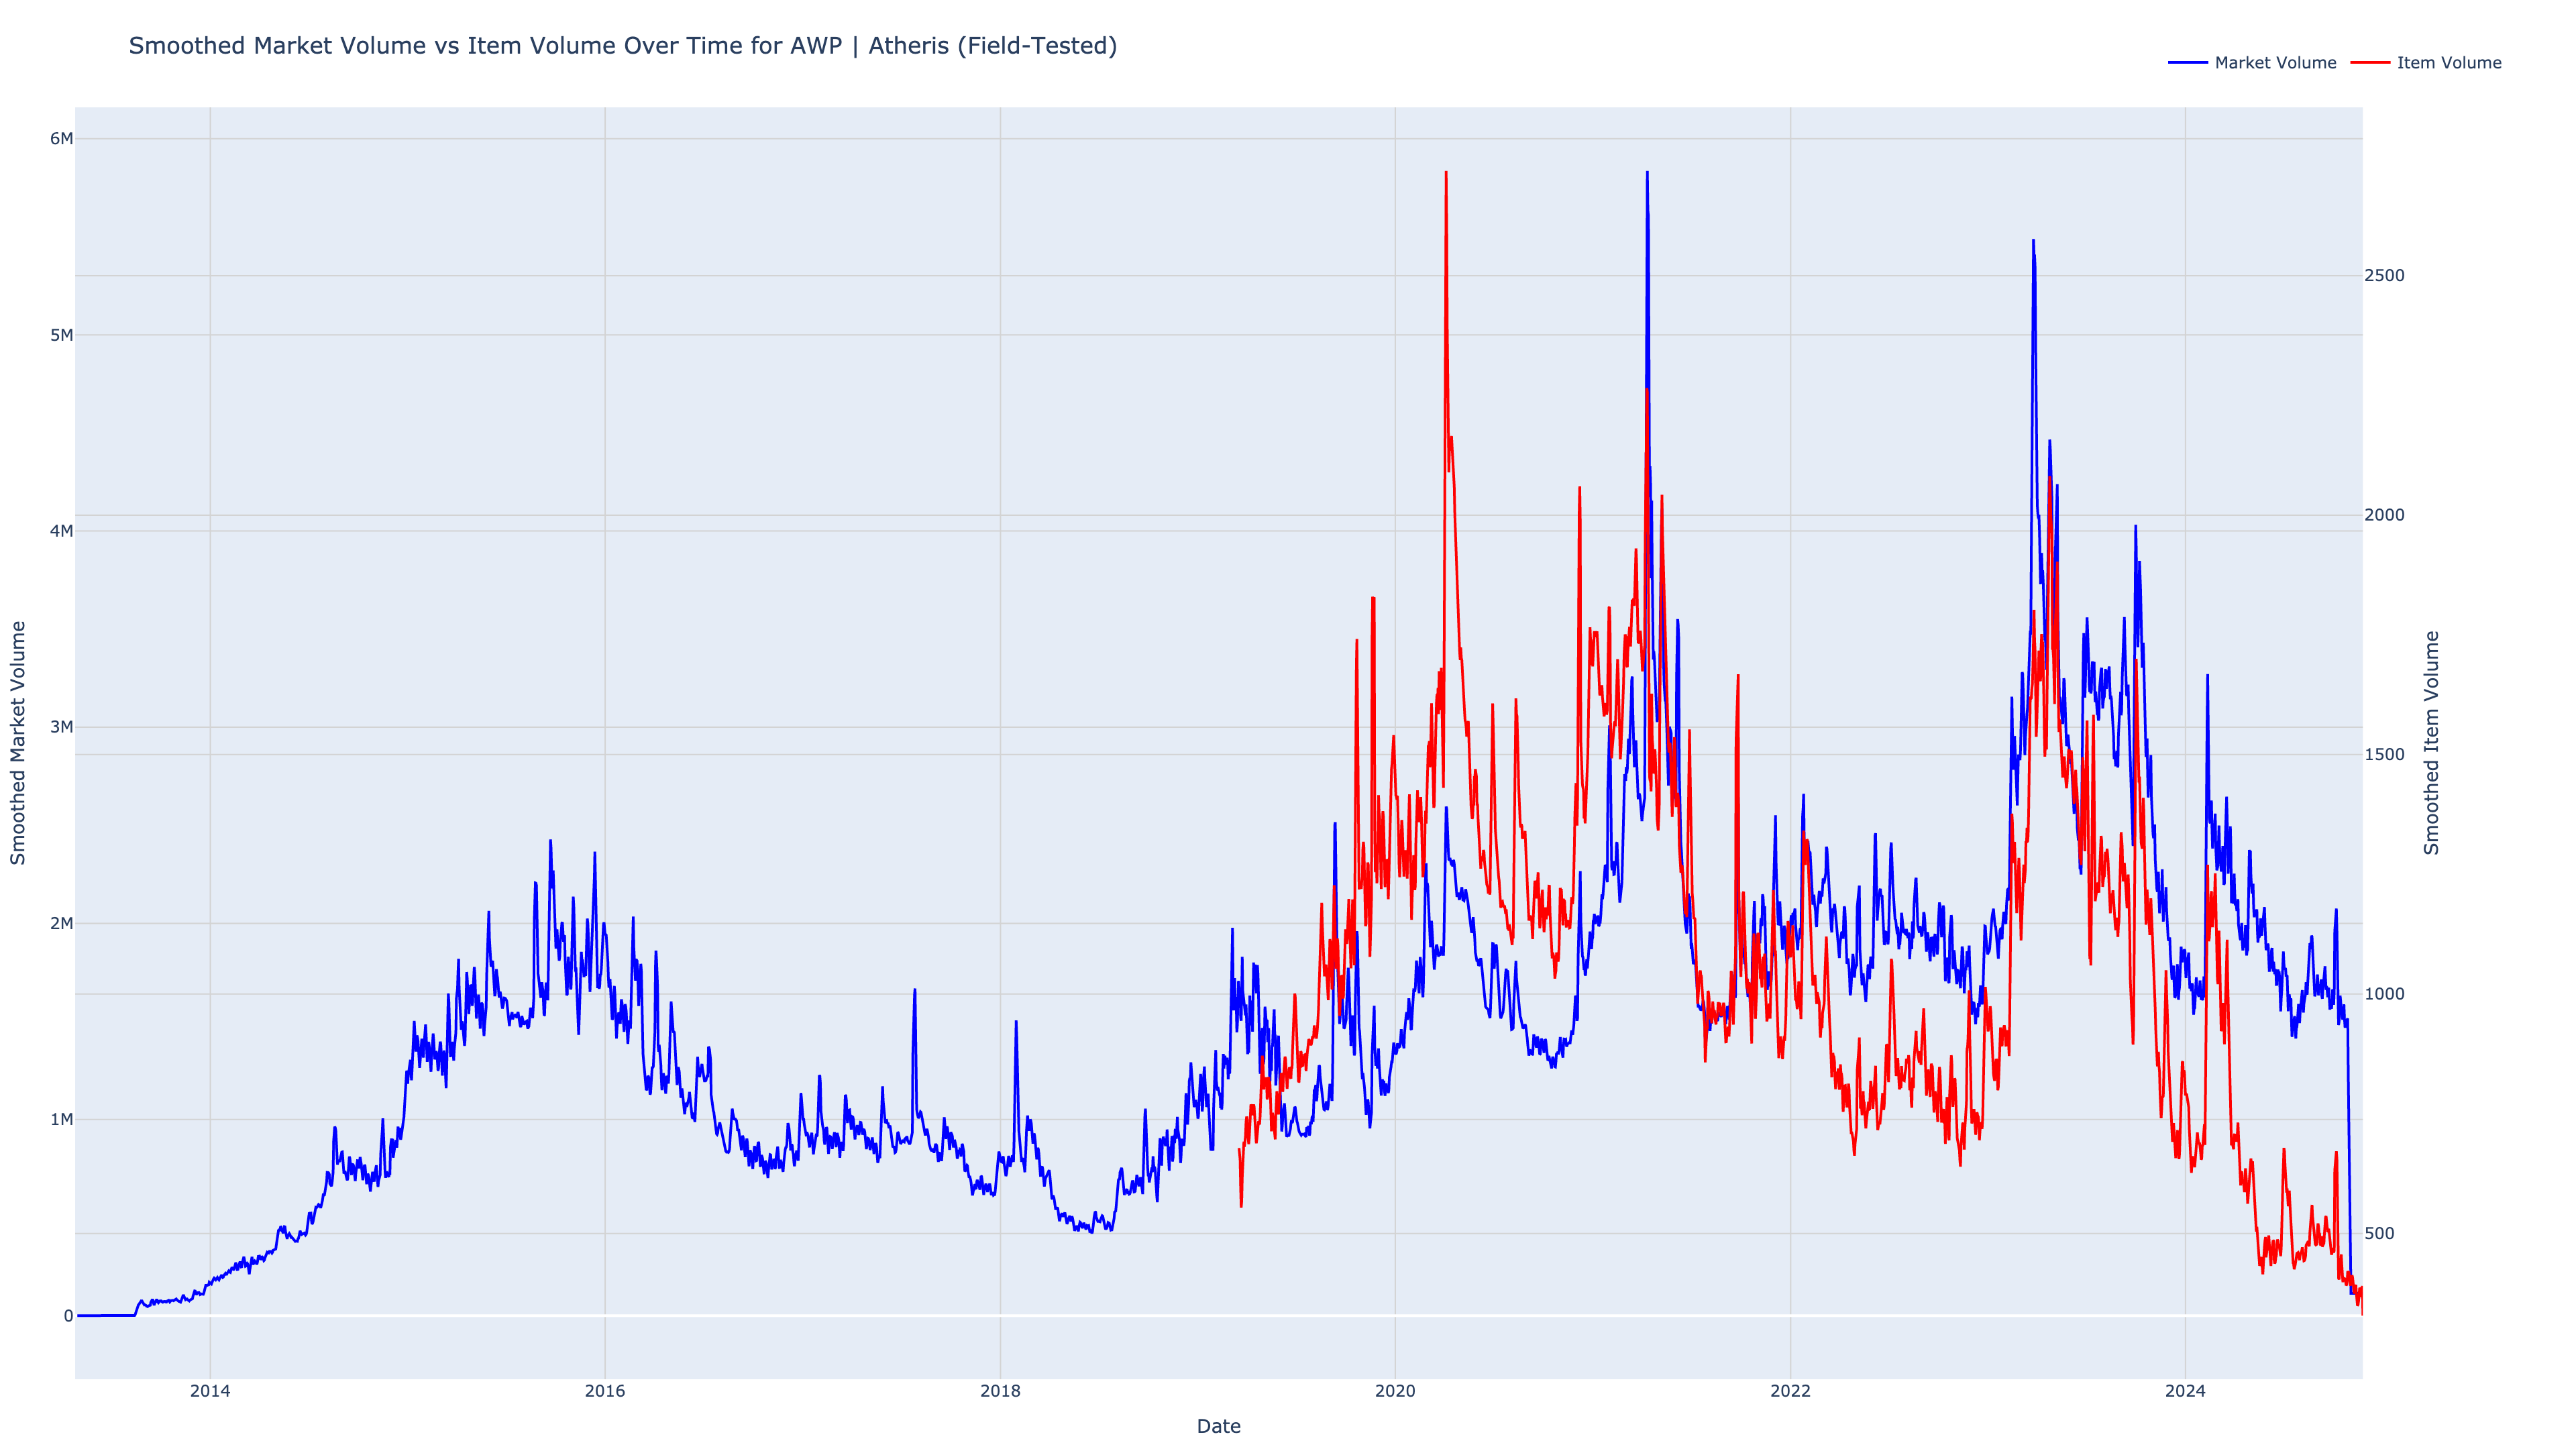 Smoothed Market Volume vs Item Volume Over Time for AWP | Atheris (Field-Tested)
Market Volume
Item Volume
6M
5M
4M
3M
2M
1M
0
Smoothed Market Volume
2500
2000
1500
1000
500
Smoothed Item Volume
2014
2016
2018
2020
2022
2024
Date